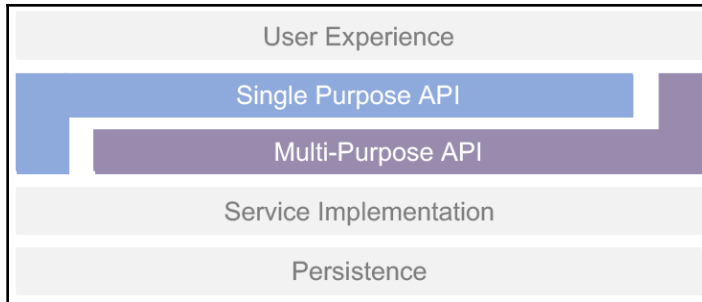 User Experience
Single Purpose API
Multi-Purpose API
Service Implementation
Persistence